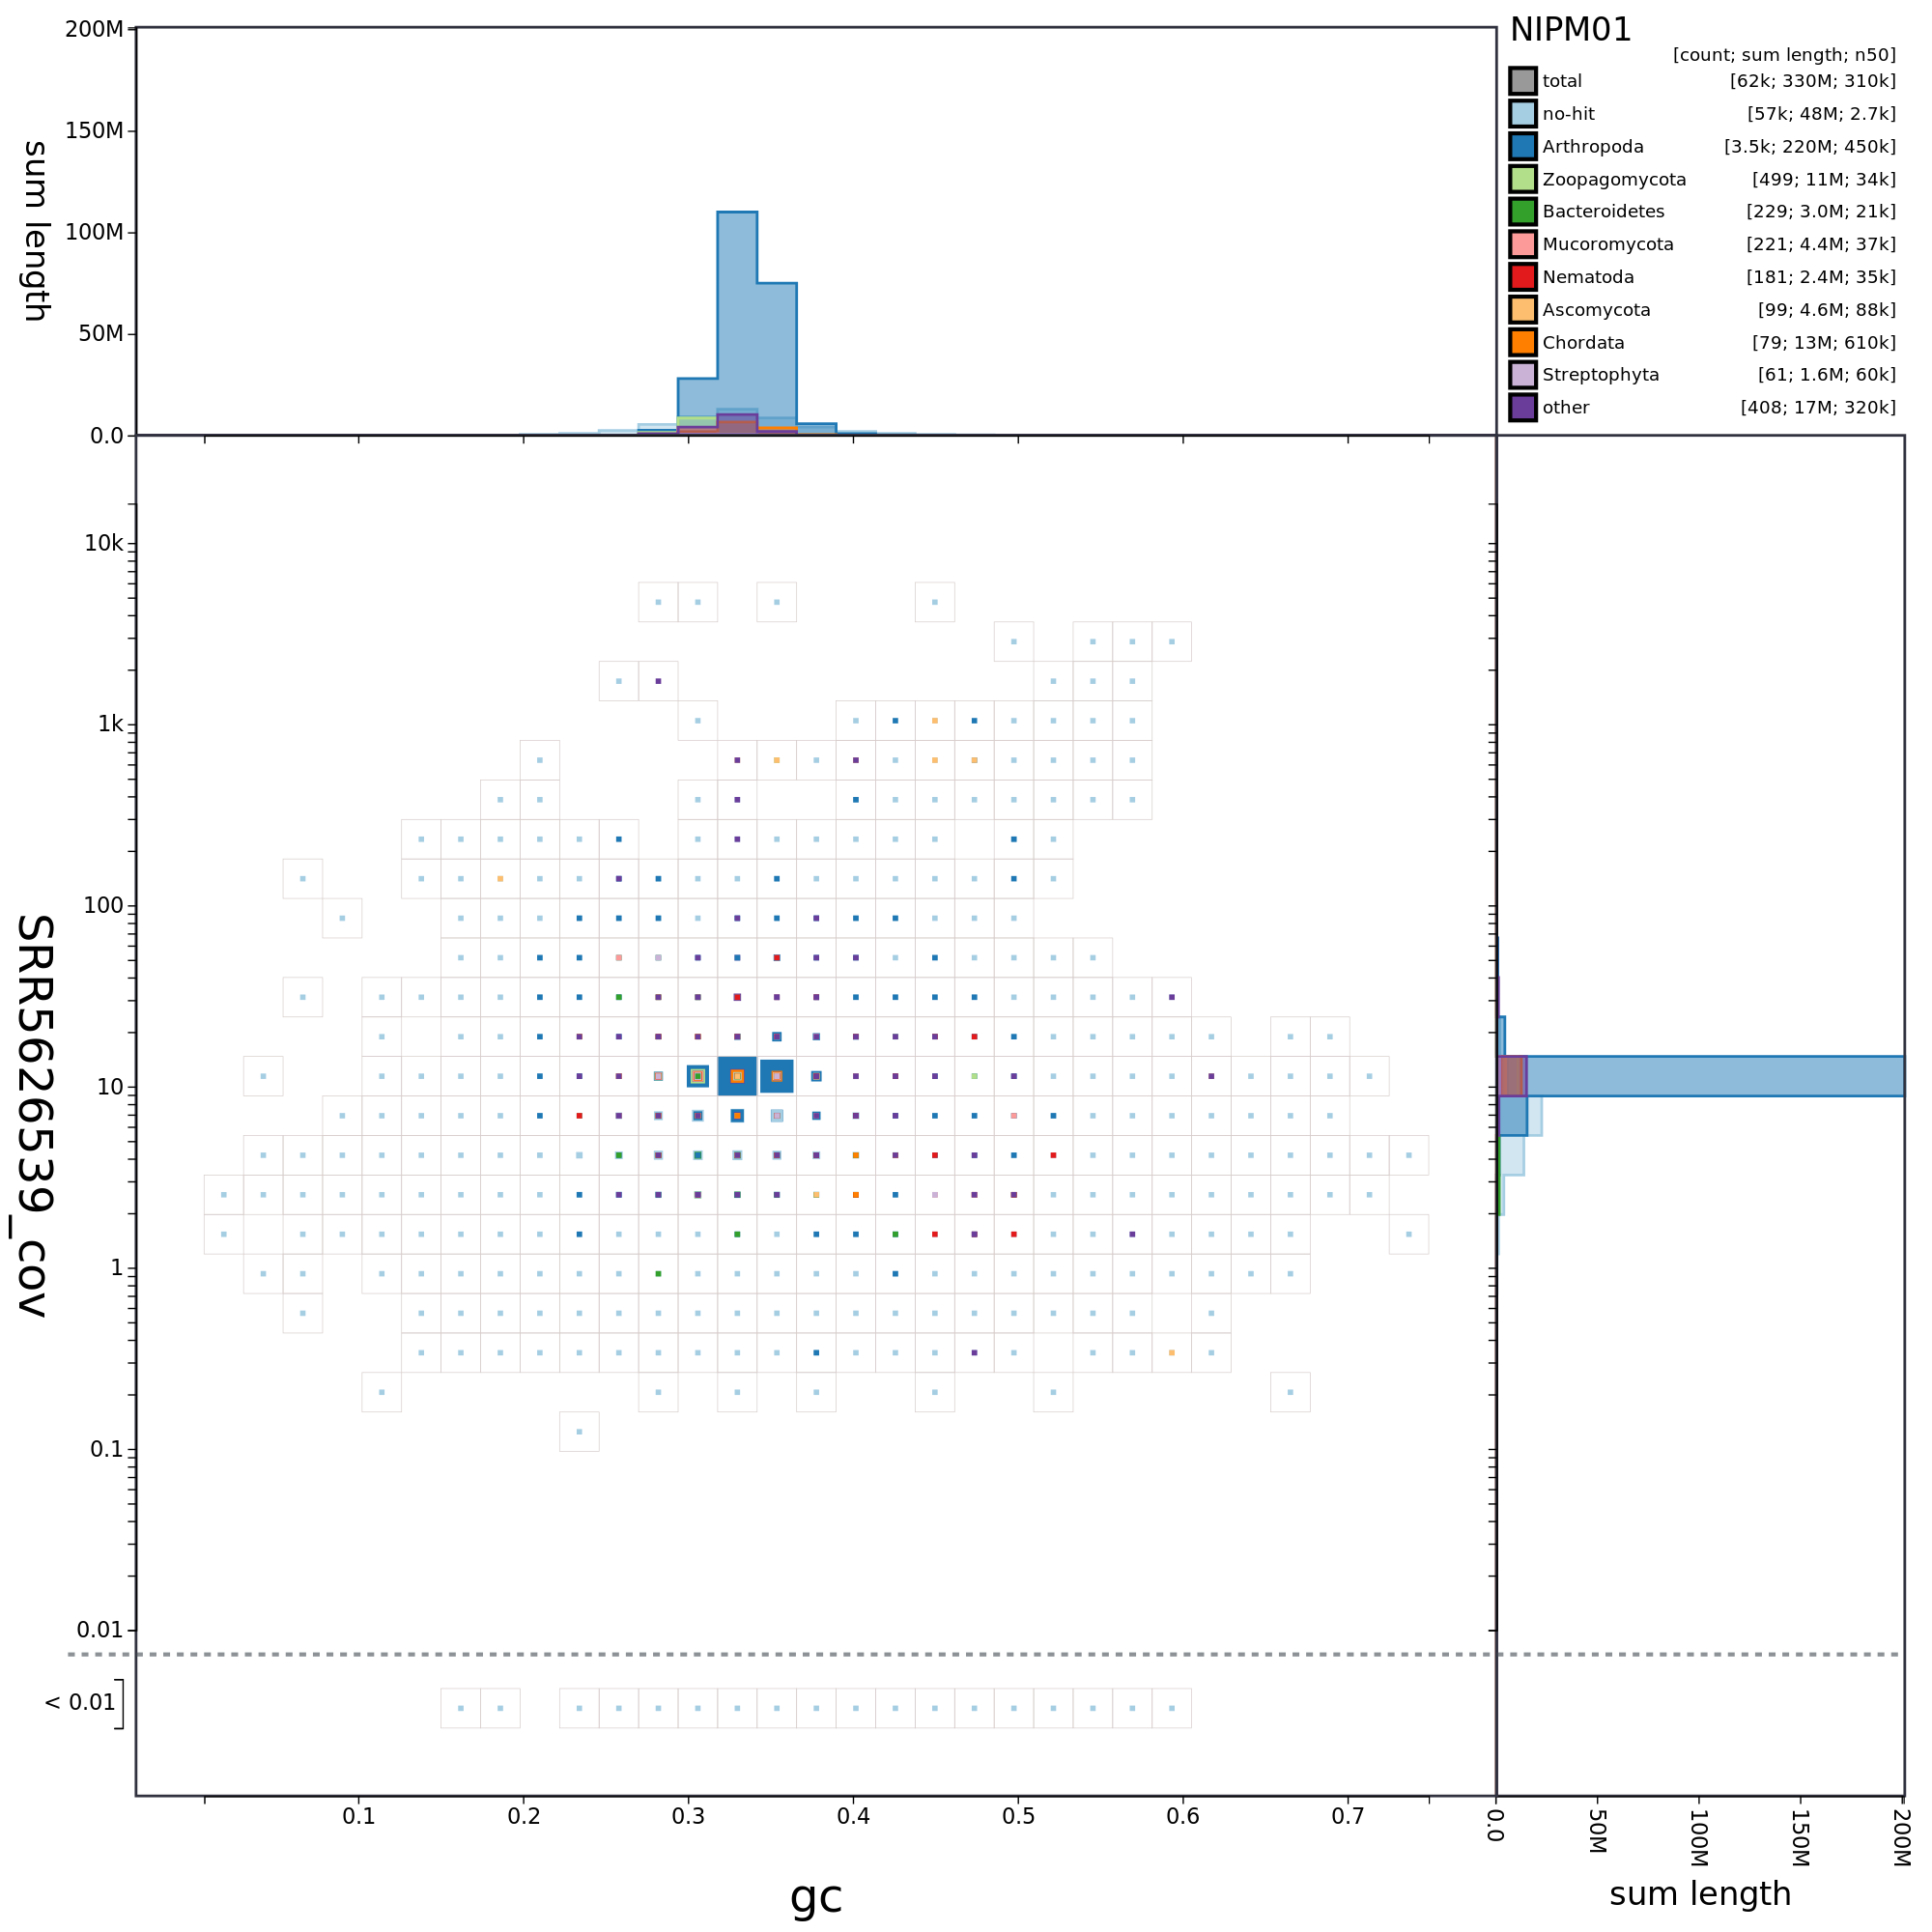 NIPM01
[count; sum length; n50]
total [62k; 330M; 310k]
no-hit [57k; 48M; 2.7k]
Arthropoda [3.5k; 220M; 450k]
Zoopagomycota [499; 11M; 34k]
Bacteroidetes [229; 3.0M; 21k]
Mucoromycota [221; 4.4M; 37k]
Nematoda [181; 2.4M; 35k]
Ascomycota [99; 4.6M; 88k]
Chordata [79; 13M; 610k]
Streptophyta [61; 1.6M; 60k]
other [408; 17M; 320k]
200M
150M
100M
50M
0.0
sum length
10k
1k
100
10
1
0.1
0.01
< 0.01
SRR5626539_cov
0.1 0.2 0.3 0.4 0.5 0.6 0.7
gc
0.0 50M 100M 150M 200M
sum length